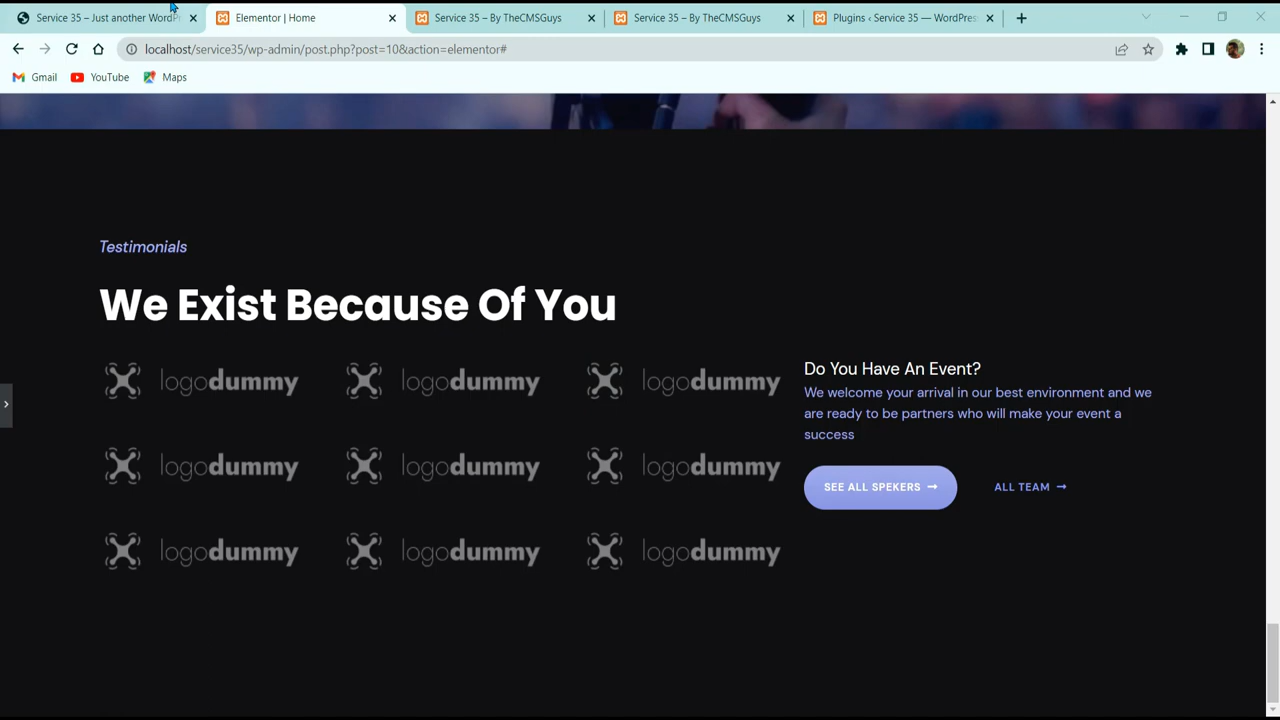 Service 35 – Just another WordPr
Elementor | Home
Service 35 – By TheCMSGuys
Service 35 – By TheCMSGuys
Plugins ‹ Service 35 — WordPres
localhost/service35/wp-admin/post.php?post=10&action=elementor#
Gmail
YouTube
Maps
Testimonials
We Exist Because Of You
logodummy
logodummy
logodummy
Do You Have An Event?
We welcome your arrival in our best environment and we
are ready to be partners who will make your event a
success
logodummy
logodummy
logodummy
SEE ALL SPEKERS
ALL TEAM
logodummy
logodummy
logodummy